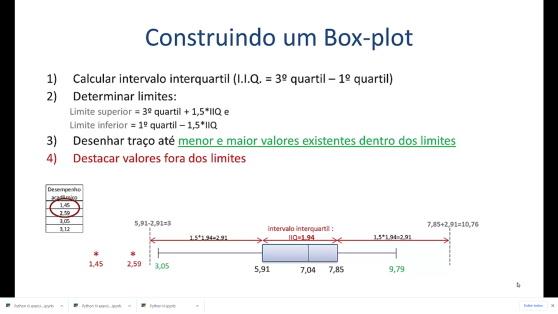 Construindo um Box-plot
1) Calcular intervalo interquartil (I.I.Q. = 3º quartil – 1º quartil)
2) Determinar limites:
Limite superior = 3º quartil + 1,5*IIQ e
Limite inferior = 1º quartil – 1,5*IIQ
3) Desenhar traço até menor e maior valores existentes dentro dos limites
4) Destacar valores fora dos limites
Desempenho
acadêmico
1,45
2,59
3,05
3,12
5,91-2,91=3
7,85+2,91=10,76
intervalo interquartil :
IIQ=1.94
1,5*1,94=2,91
1,5*1,94=2,91
* *
1,45 2,59 3,05 5,91 7,04 7,85 9,79